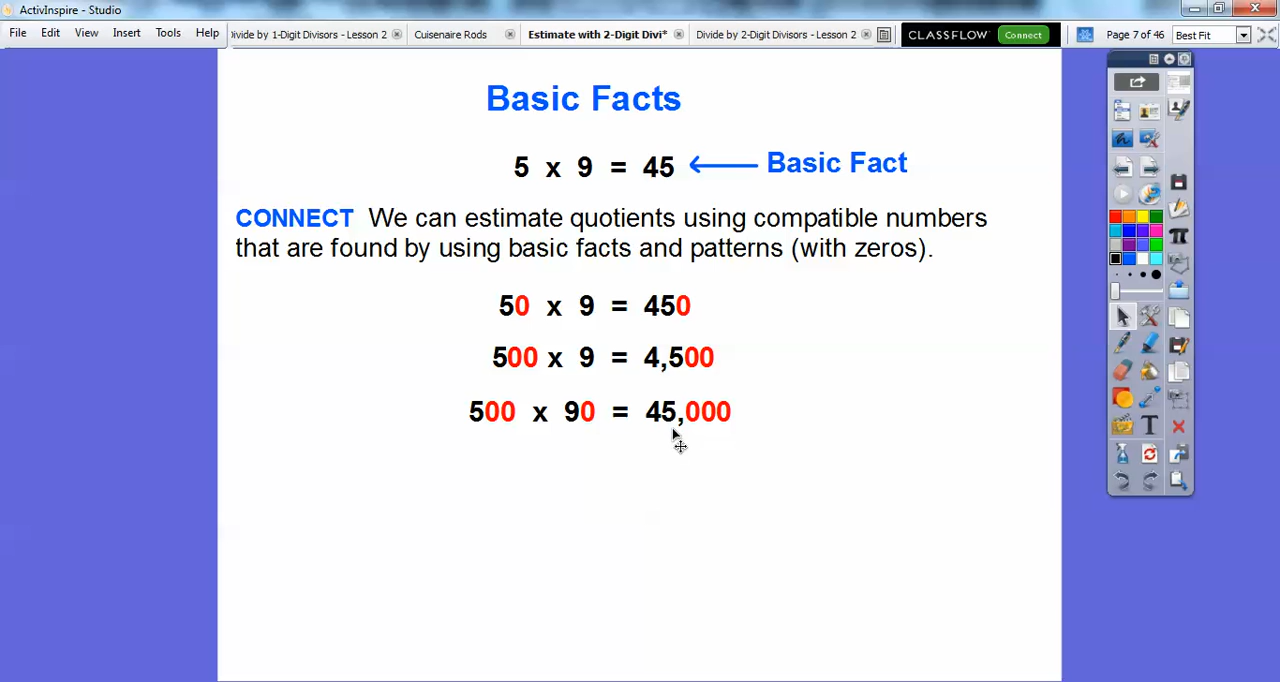 ActivInspire - Studio
File Edit View Insert Tools Help
Divide by 1-Digit Divisors - Lesson 2 Cuisenaire Rods Estimate with 2-Digit Divi* Divide by 2-Digit Divisors - Lesson 2
CLASSFLOW Connect
Page 7 of 46 Best Fit
Basic Facts
5 x 9 = 45 Basic Fact
CONNECT We can estimate quotients using compatible numbers
that are found by using basic facts and patterns (with zeros).
50 x 9 = 450
500 x 9 = 4,500
500 x 90 = 45,000
T